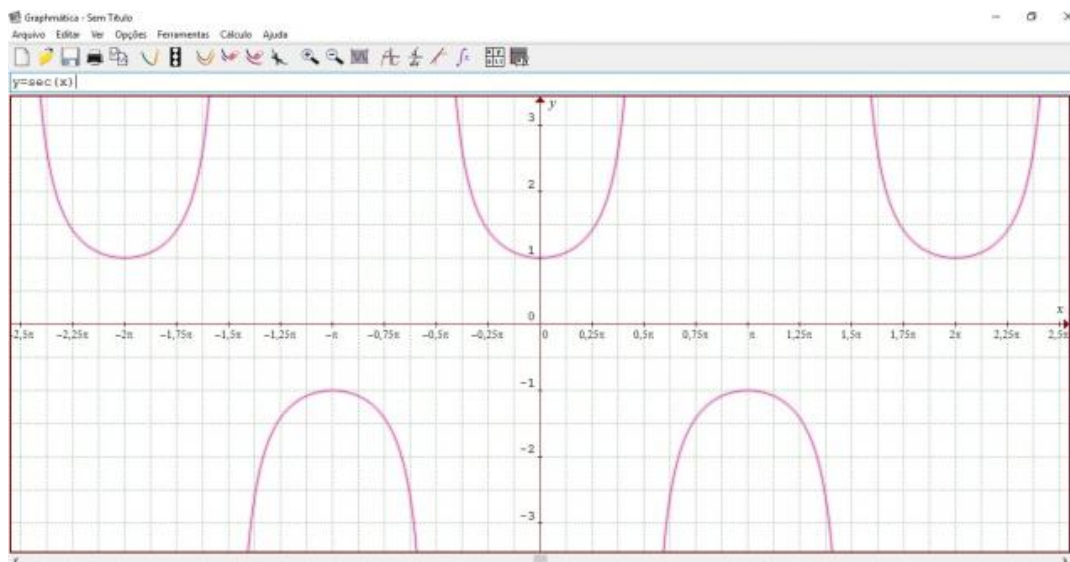 Graphmática - Sem Título
Arquivo Editar Ver Opções Ferramentas Cálculo Ajuda
y=sec(x)
y
3
2
1
0
x
-2,5π -2,25π -2π -1,75π -1,5π -1,25π -π -0,75π -0,5π -0,25π 0 0,25π 0,5π 0,75π π 1,25π 1,5π 1,75π 2π 2,25π 2,5π
-1
-2
-3